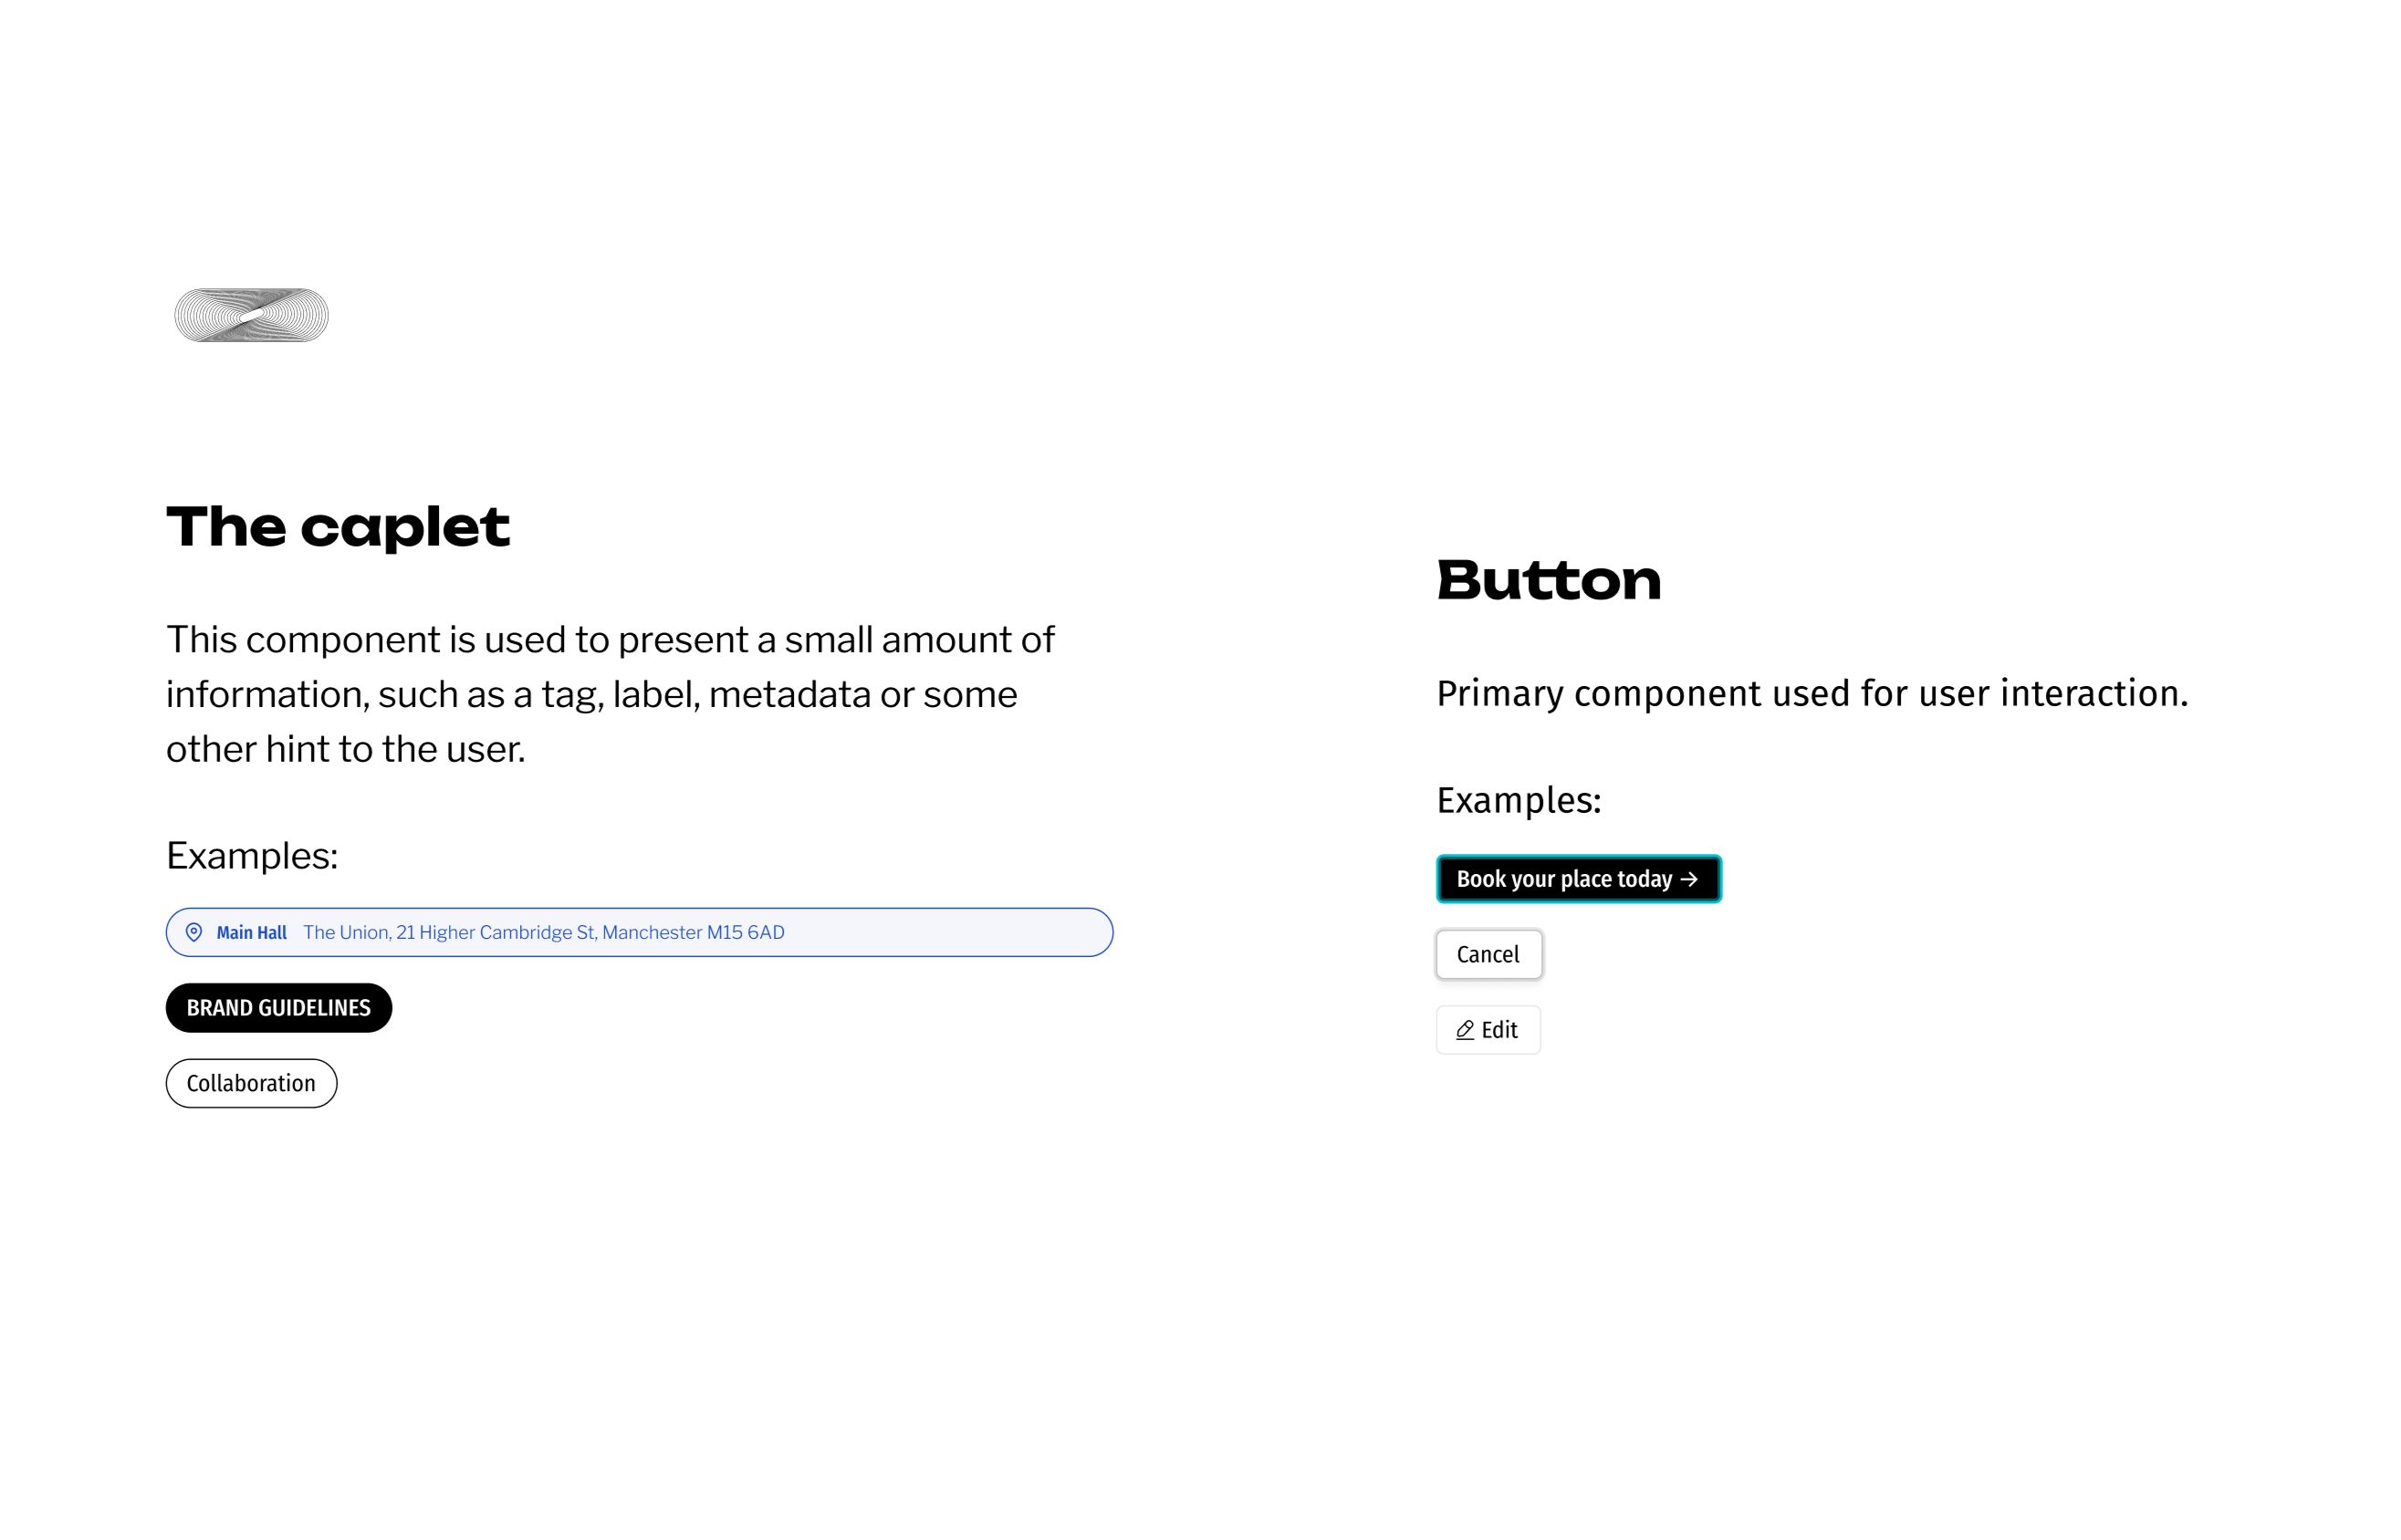 The caplet
This component is used to present a small amount of
information, such as a tag, label, metadata or some
other hint to the user.
Examples:
Main Hall The Union, 21 Higher Cambridge St, Manchester M15 6AD
BRAND GUIDELINES
Collaboration
Button
Primary component used for user interaction.
Examples:
Book your place today →
Cancel
Edit